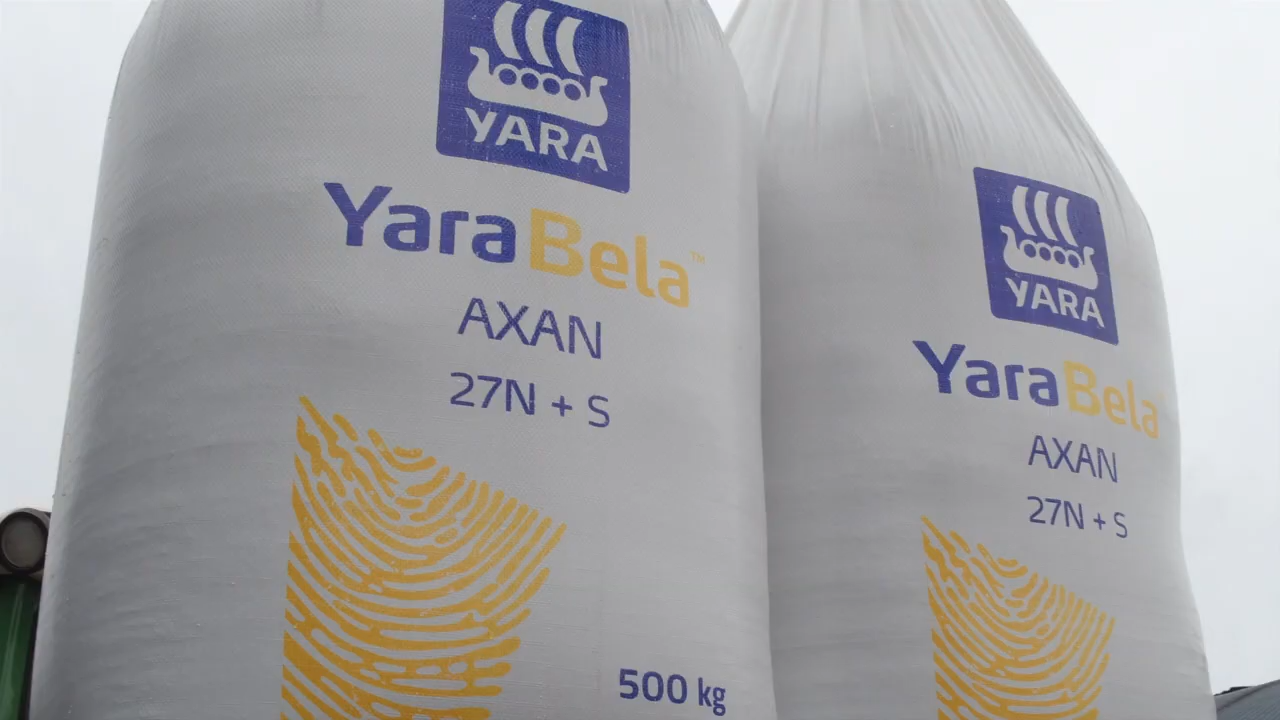 YARA
YaraBela™
AXAN
27N + S
500 kg
YARA
YaraBela
AXAN
27N + S